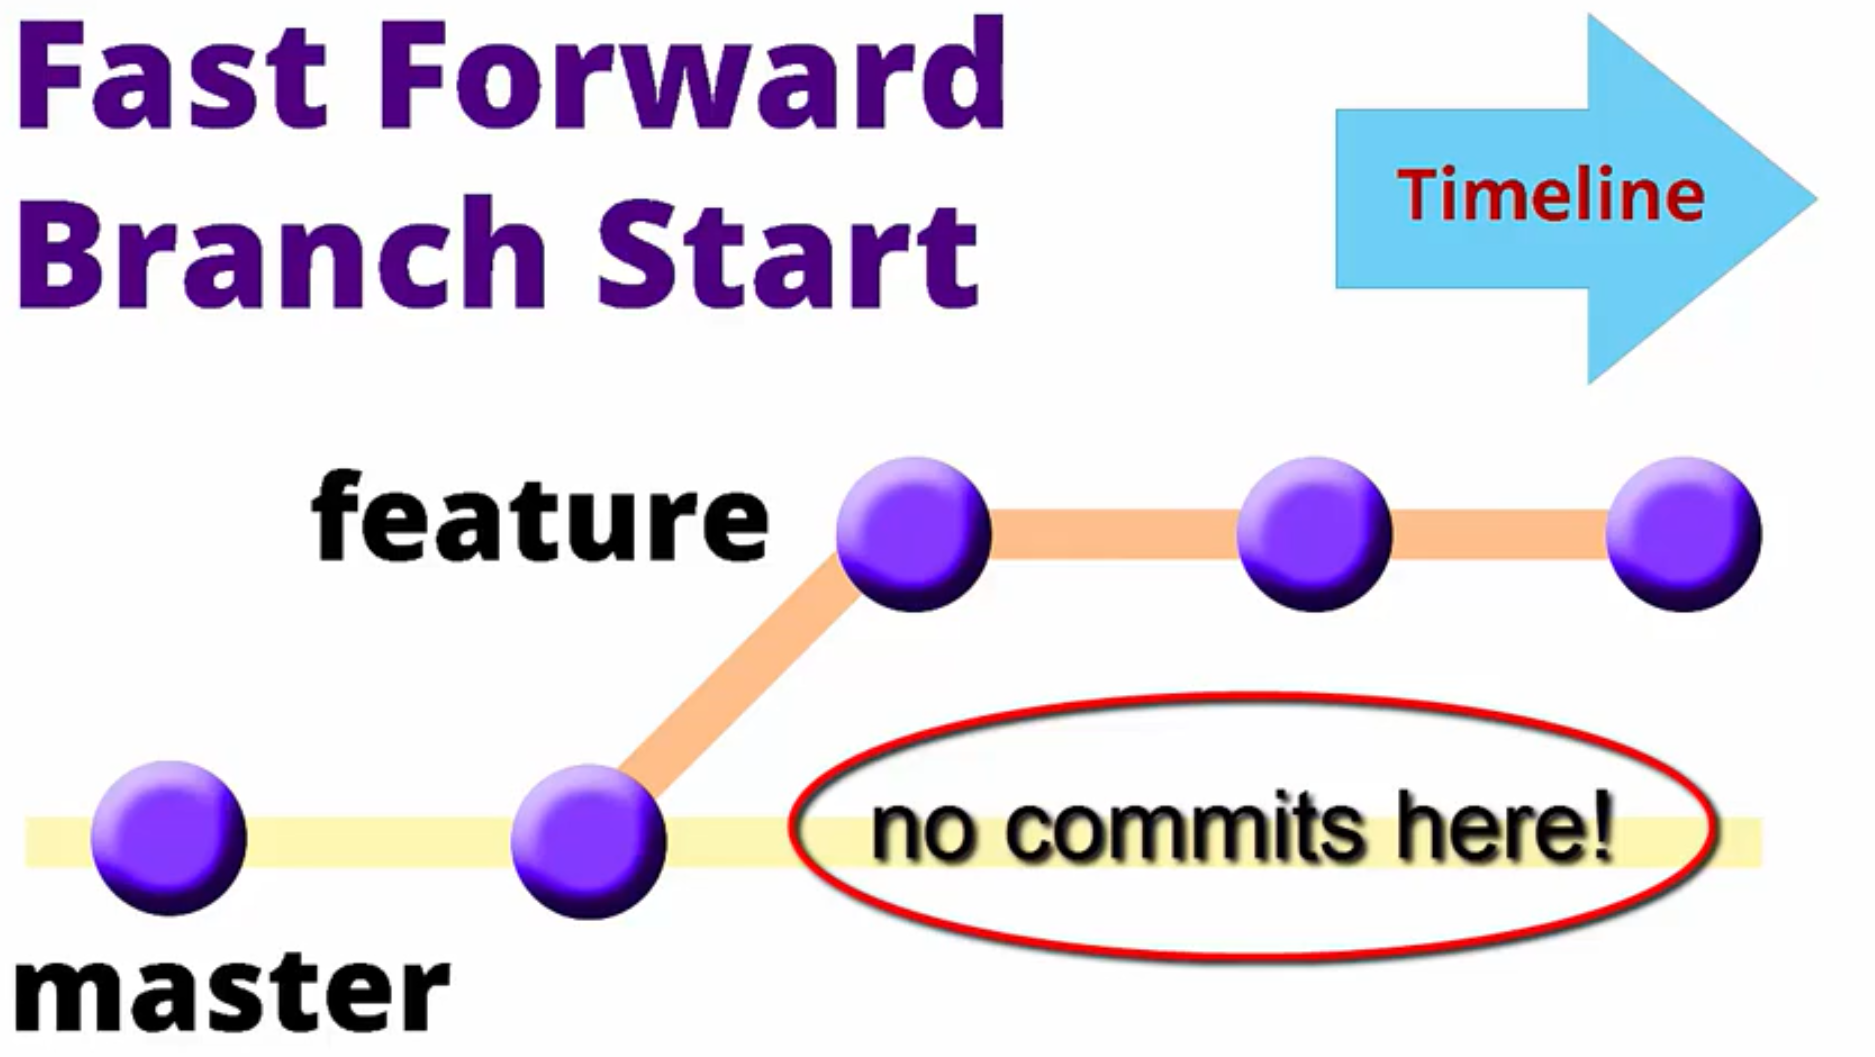 Fast Forward
Branch Start
Timeline
feature
no commits here!
master